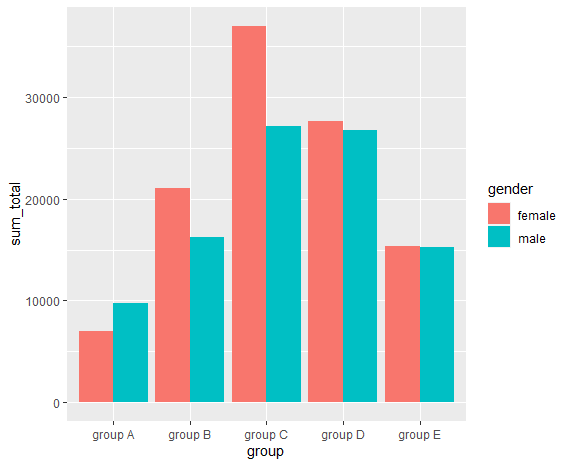 sum_total
30000
20000
10000
0
group A group B group C group D group E
group
gender
female
male